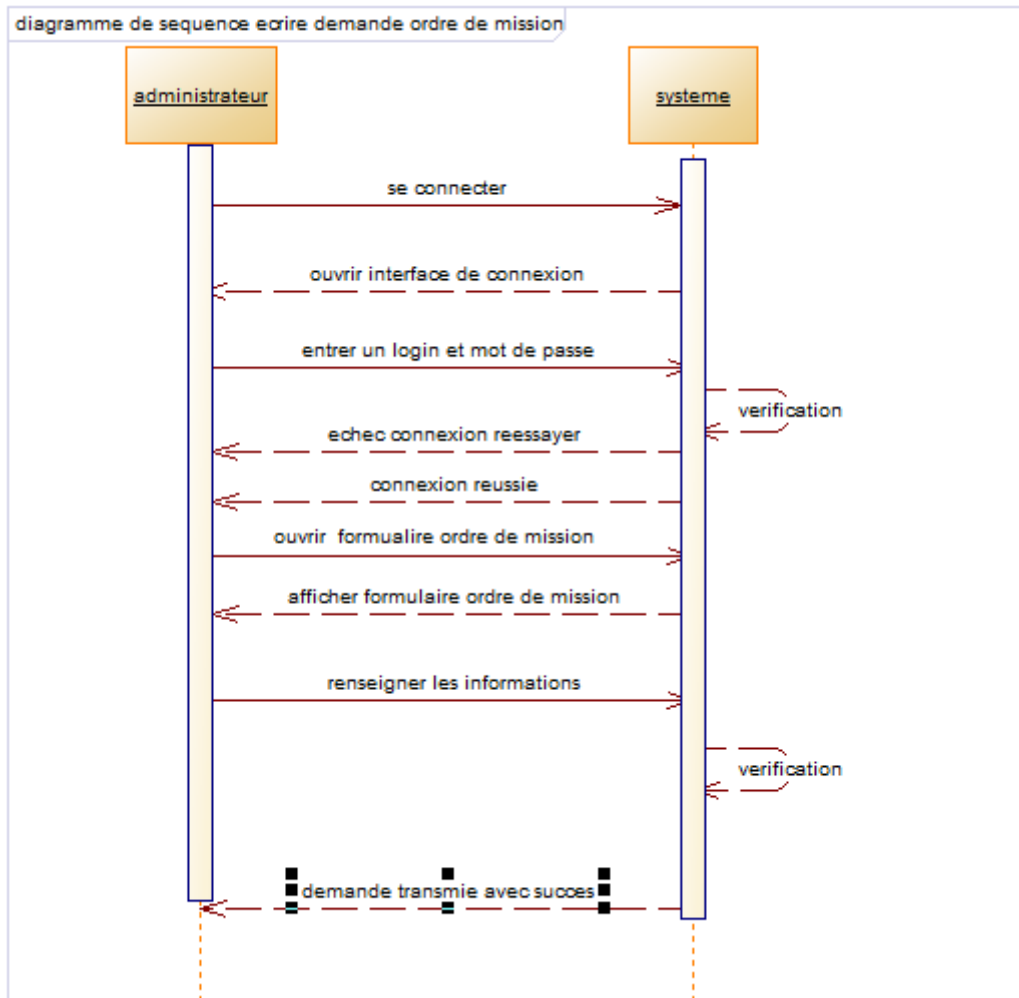 diagramme de sequence ecrire demande ordre de mission
administrateur
systeme
se connecter
ouvrir interface de connexion
entrer un login et mot de passe
verification
echec connexion reessayer
connexion reussie
ouvrir formualire ordre de mission
afficher formulaire ordre de mission
renseigner les informations
verification
demande transmie avec succes